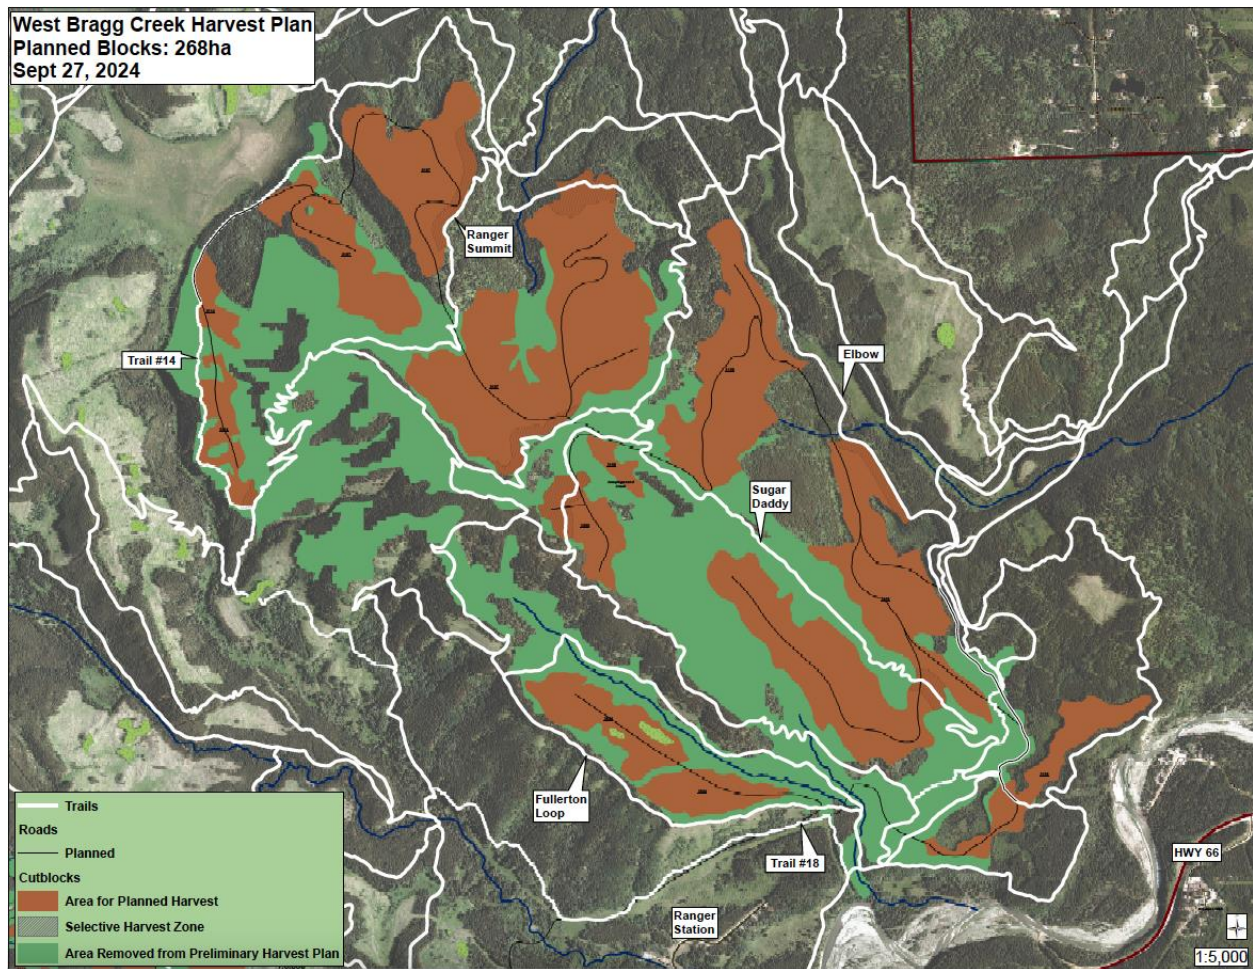 West Bragg Creek Harvest Plan
Planned Blocks: 268ha
Sept 27, 2024
Ranger
Summit
Trail #14
Elbow
Sugar
Daddy
Fullerton
Loop
Trail #18
HWY 66
Ranger
Station
Trails
Roads
Planned
Cutblocks
Area for Planned Harvest
Selective Harvest Zone
Area Removed from Preliminary Harvest Plan
1:5,000